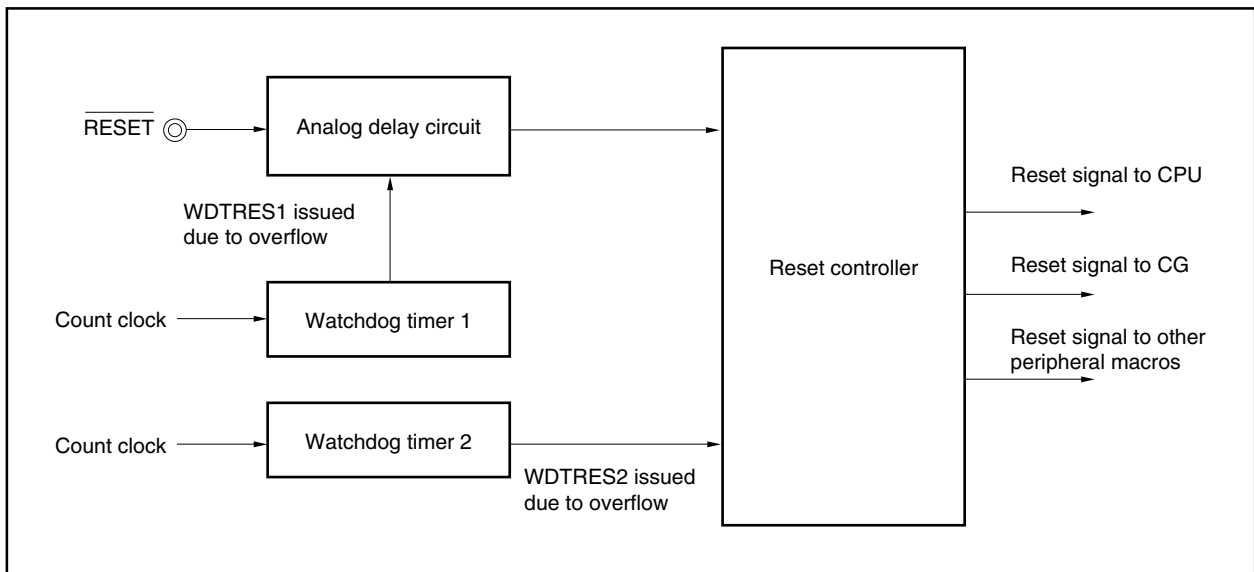 RESET
Analog delay circuit
WDTRES1 issued
due to overflow
Count clock
Watchdog timer 1
Count clock
Watchdog timer 2
WDTRES2 issued
due to overflow
Reset controller
Reset signal to CPU
Reset signal to CG
Reset signal to other
peripheral macros